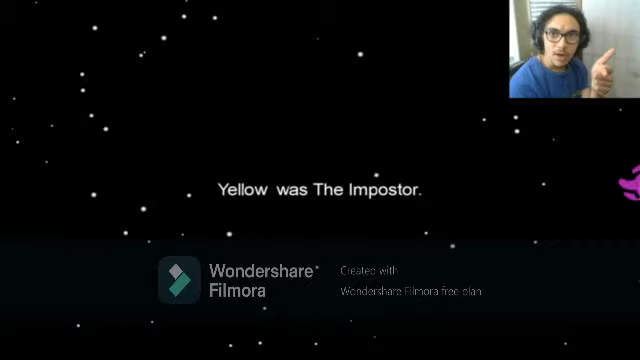 Yellow was The Impostor.
Wondershare
Filmora
Created with
Wondershare Filmora free plan